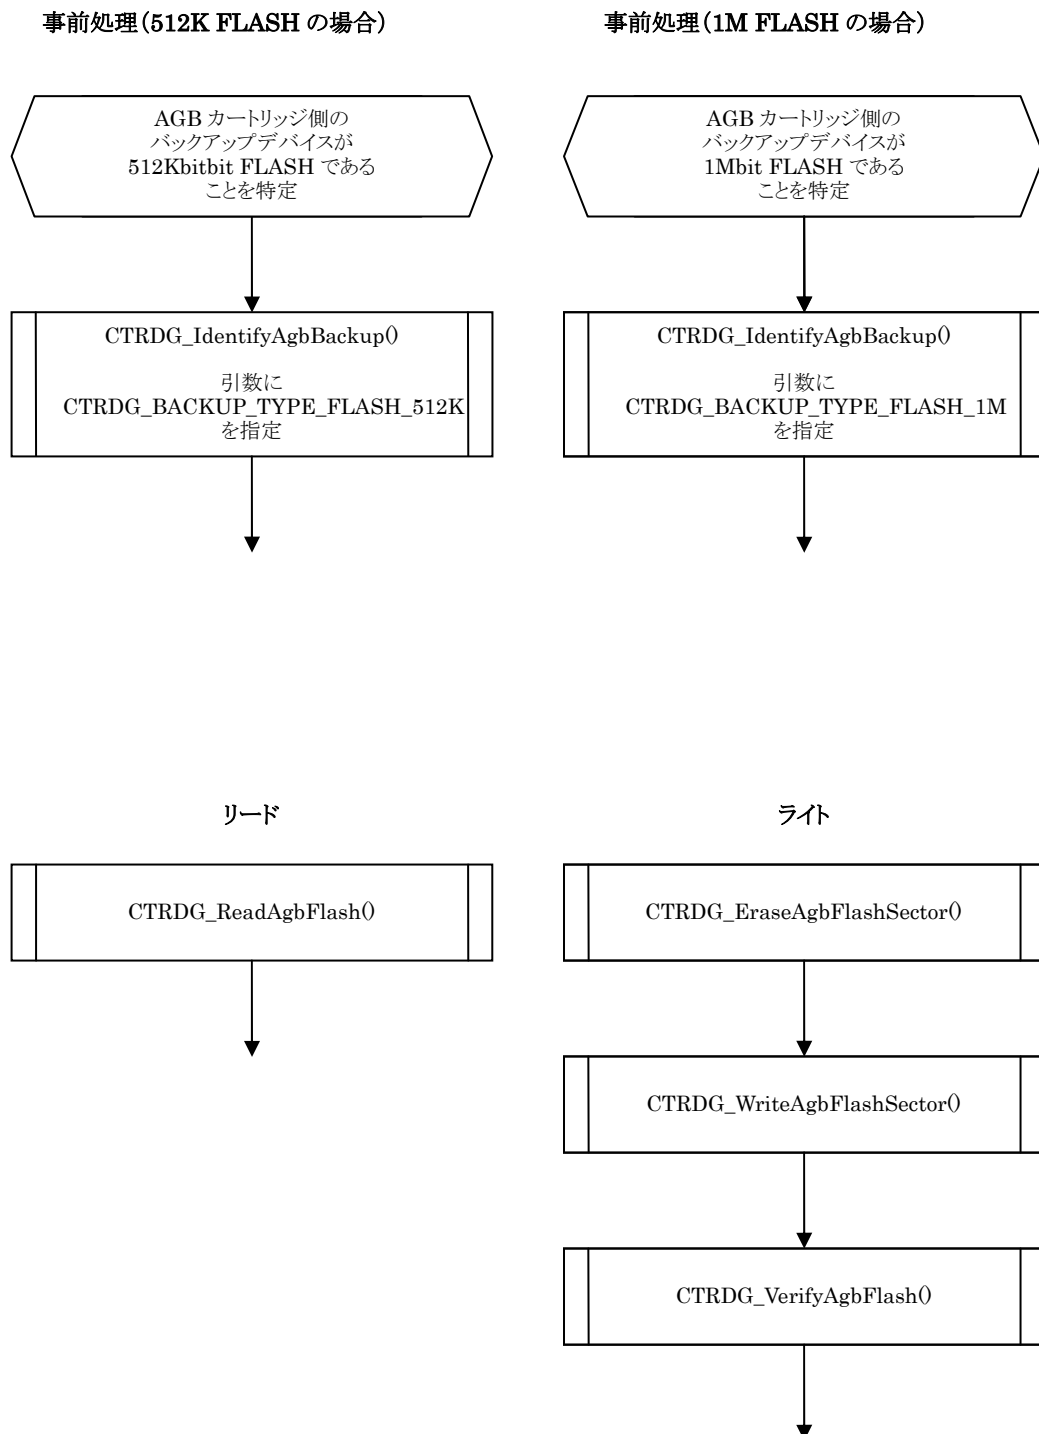 事前処理(512K FLASH の場合)
AGB カートリッジ側の
バックアップデバイスが
512Kbitbit FLASH である
ことを特定
CTRDG_IdentifyAgbBackup()
引数に
CTRDG_BACKUP_TYPE_FLASH_512K
を指定
事前処理(1M FLASH の場合)
AGB カートリッジ側の
バックアップデバイスが
1Mbit FLASH である
ことを特定
CTRDG_IdentifyAgbBackup()
引数に
CTRDG_BACKUP_TYPE_FLASH_1M
を指定
リード
CTRDG_ReadAgbFlash()
ライト
CTRDG_EraseAgbFlashSector()
CTRDG_WriteAgbFlashSector()
CTRDG_VerifyAgbFlash()